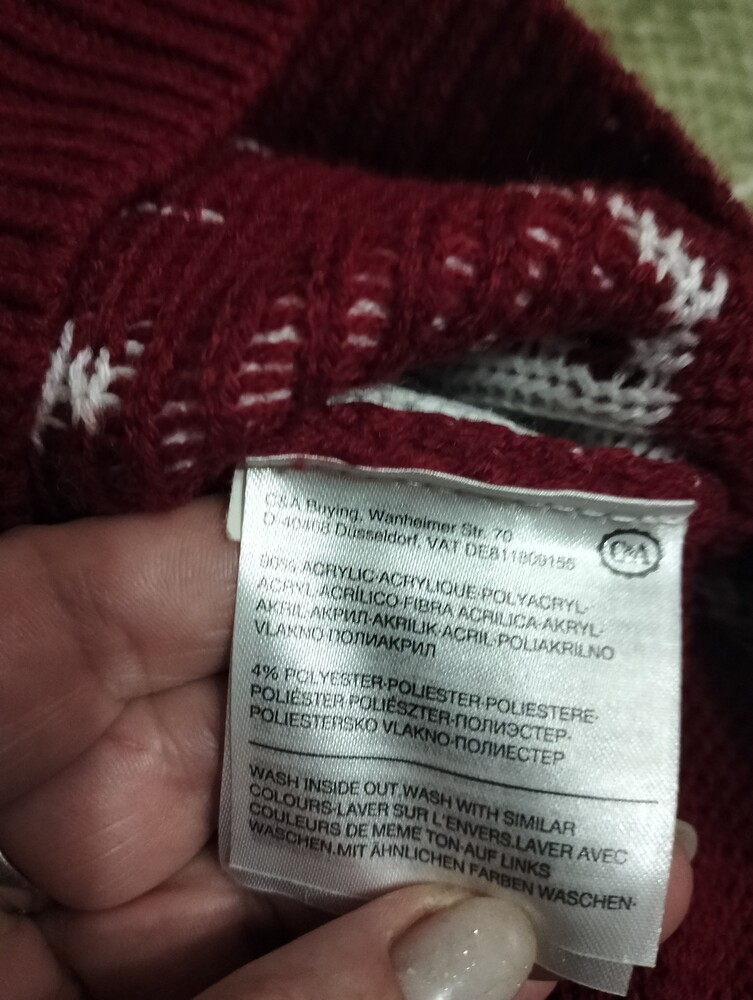 C&A Buying, Wanheimer Str. 70
D-40468 Düsseldorf, VAT DE811809155
C&A
96% ACRYLIC·ACRYLIQUE·POLYACRYL·
ACRYL·ACRÍLICO·FIBRA ACRILICA·AKRYL·
AKRIL·АКРИЛ·AKRILIK·ACRIL·POLIAKRILNO
VLAKNO·ПОЛИАКРИЛ
4% POLYESTER·POLIESTER·POLIESTERE·
POLIÉSTER·POLIÉSZTER·ПОЛИЭСТЕР·
POLIESTERSKO VLAKNO·ПОЛИЕСТЕР
WASH INSIDE OUT.WASH WITH SIMILAR
COLOURS·LAVER SUR L'ENVERS.LAVER AVEC
COULEURS DE MEME TON·AUF LINKS
WASCHEN.MIT ÄHNLICHEN FARBEN WASCHEN·